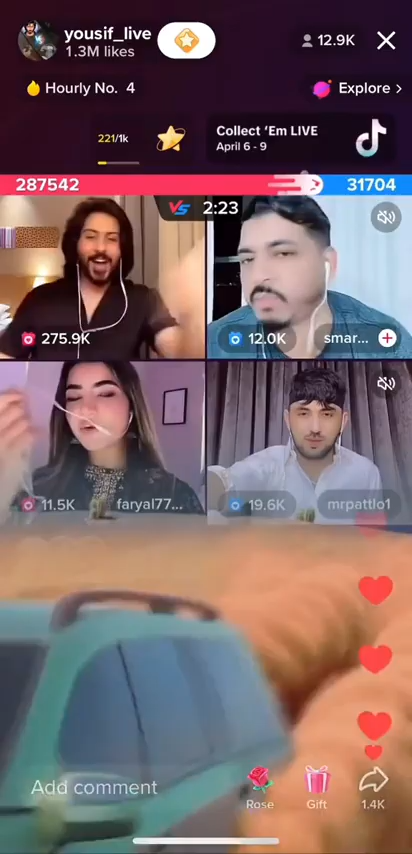 yousif_live
1.3M likes
12.9K
Hourly No. 4
Explore >
221/1k
Collect ‘Em LIVE
April 6 - 9
287542
31704
VS 2:23
275.9K
12.0K
smar...
11.5K
faryal77...
19.6K
mrpattlo1
Add comment
Rose
Gift
1.4K